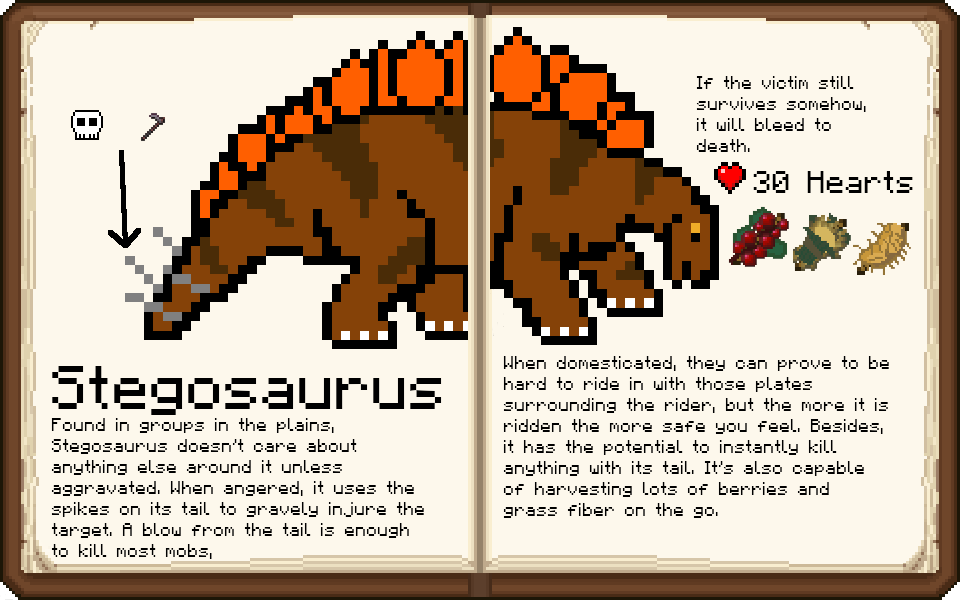 Stegosaurus
Found in groups in the plains,
Stegosaurus doesn't care about
anything else around it unless
aggravated. When angered, it uses the
spikes on its tail to gravely injure the
target. A blow from the tail is enough
to kill most mobs,
If the victim still
survives somehow,
it will bleed to
death.
30 Hearts
When domesticated, they can prove to be
hard to ride in with those plates
surrounding the rider, but the more it is
ridden the more safe you feel. Besides,
it has the potential to instantly kill
anything with its tail. It's also capable
of harvesting lots of berries and
grass fiber on the go.